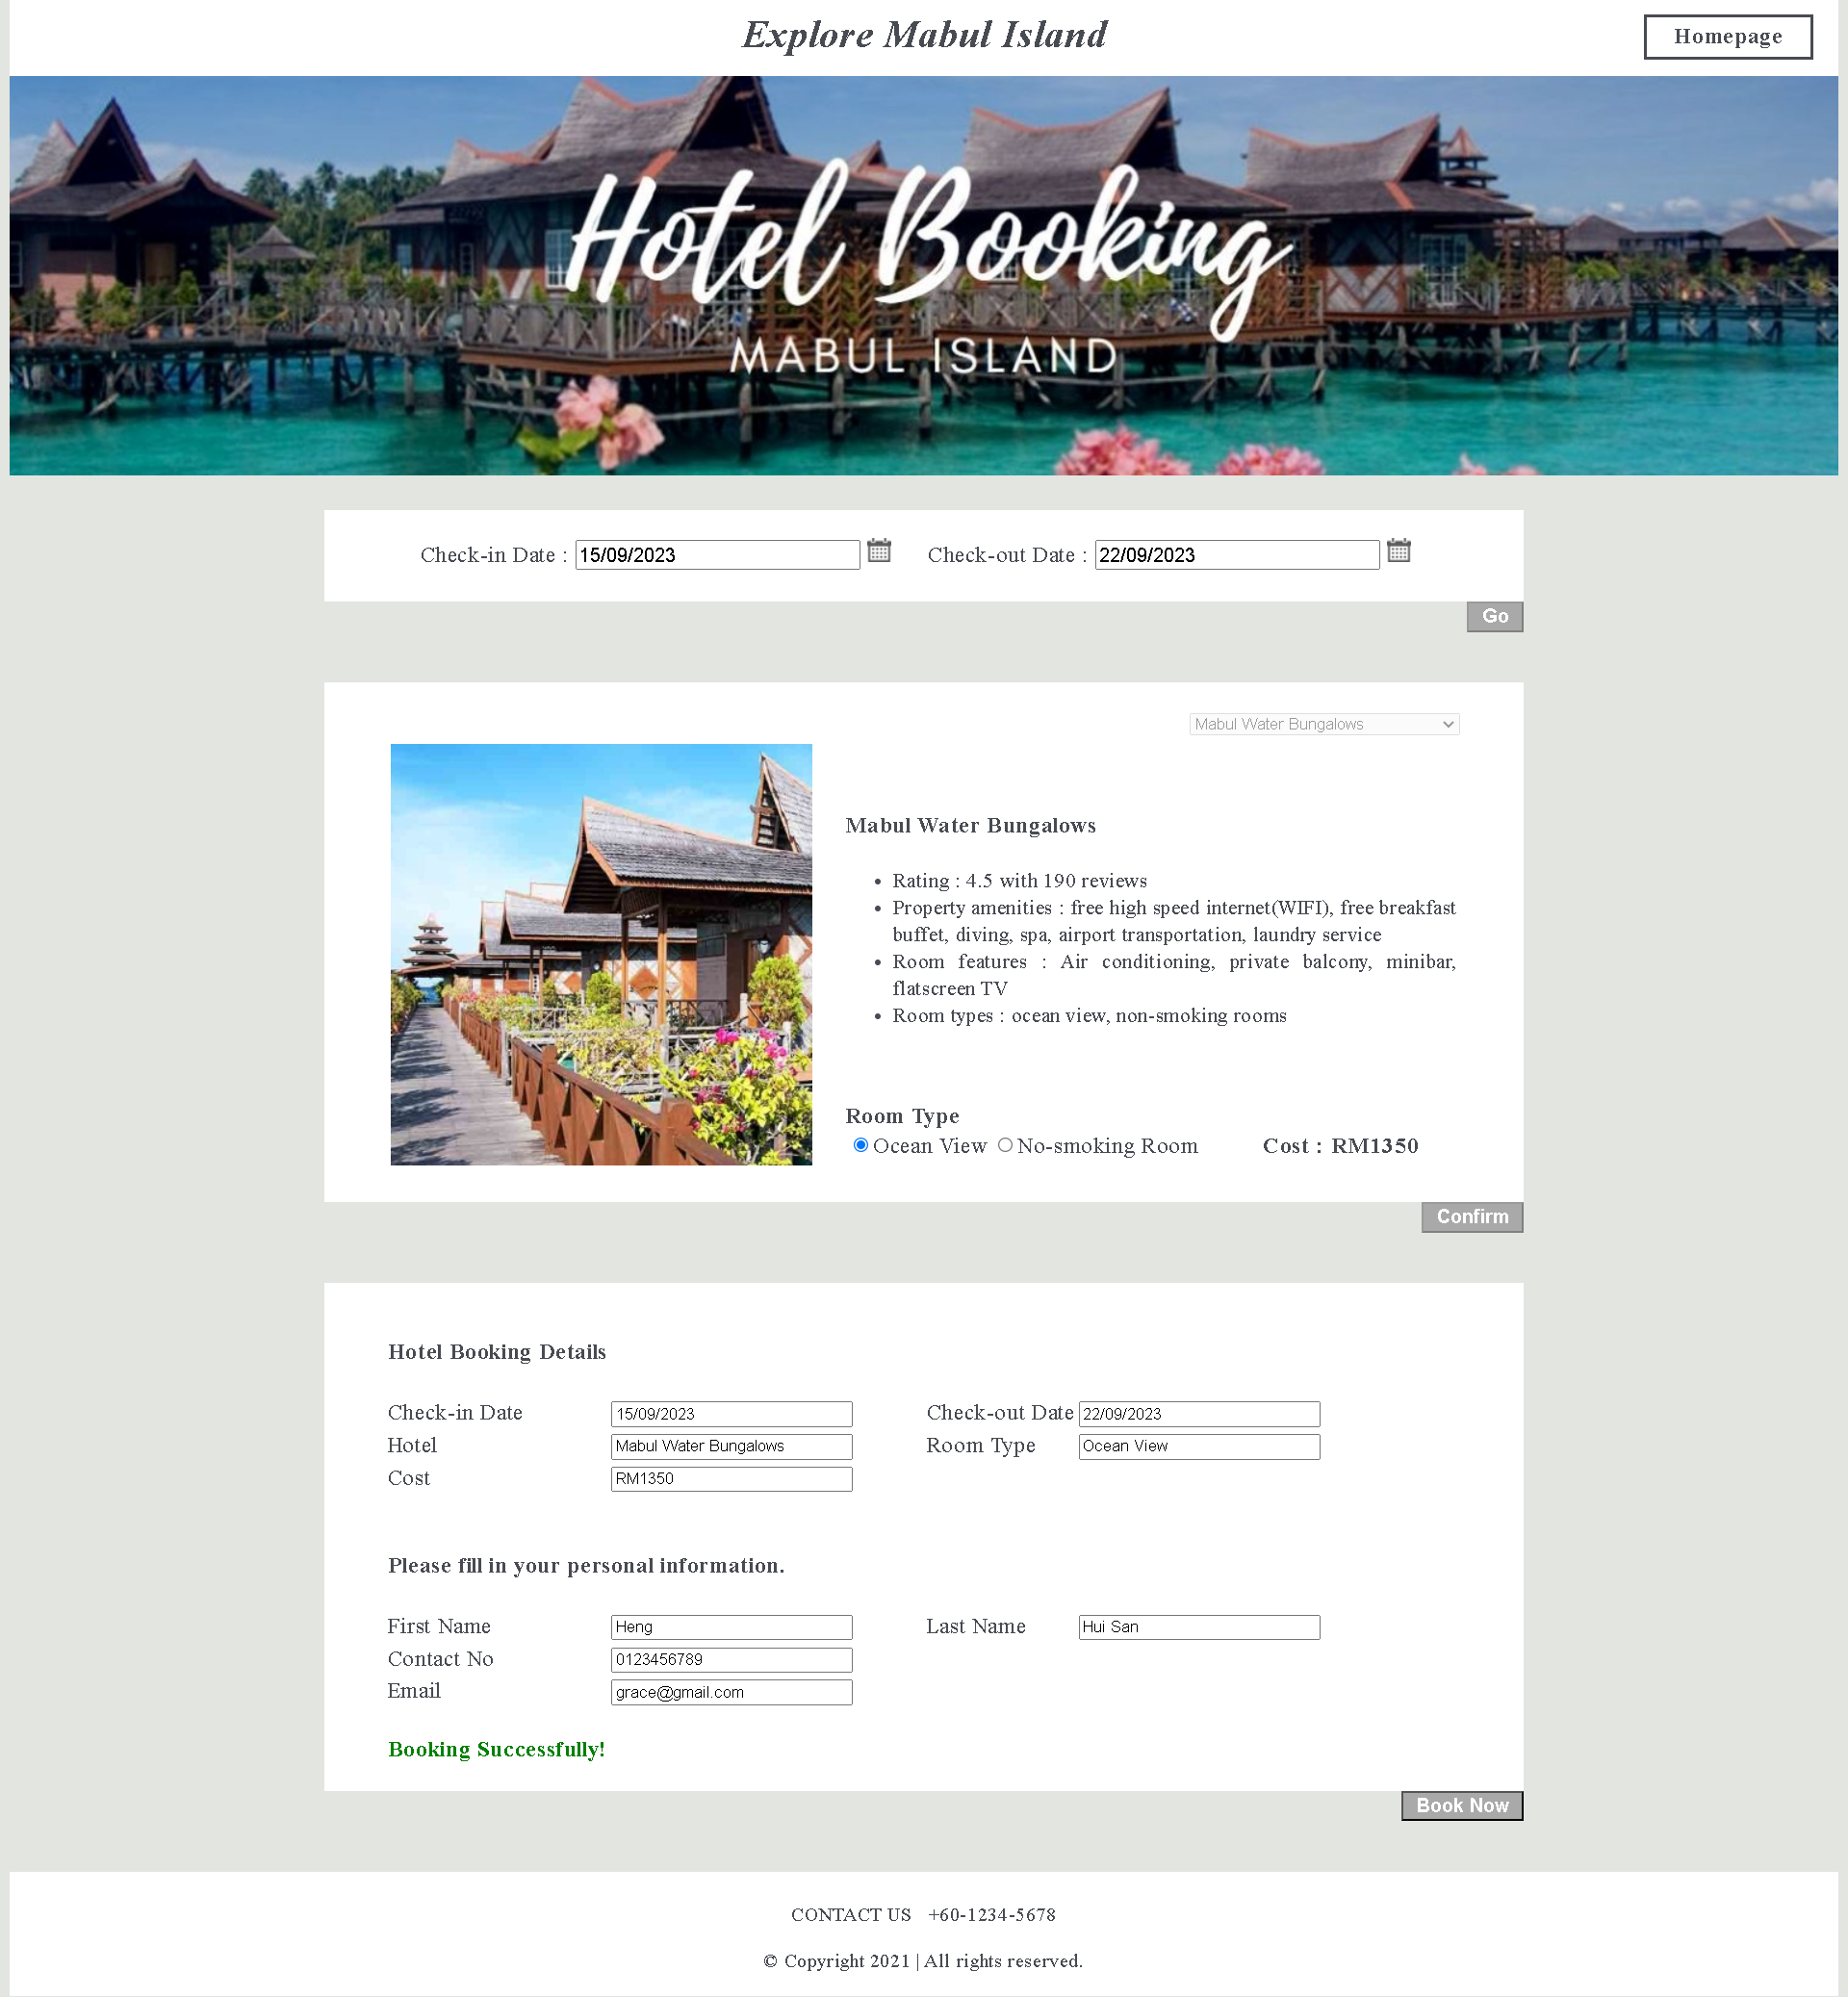 Explore Mabul Island
Homepage
Hotel Booking
MABUL ISLAND
Check-in Date : 15/09/2023 Check-out Date : 22/09/2023
Go
Mabul Water Bungalows
Mabul Water Bungalows
• Rating : 4.5 with 190 reviews
• Property amenities : free high speed internet(WIFI), free breakfast
buffet, diving, spa, airport transportation, laundry service
• Room features : Air conditioning, private balcony, minibar,
flatscreen TV
• Room types : ocean view, non-smoking rooms
Room Type
Ocean View No-smoking Room Cost : RM1350
Confirm
Hotel Booking Details
Check-in Date 15/09/2023 Check-out Date 22/09/2023
Hotel Mabul Water Bungalows Room Type Ocean View
Cost RM1350
Please fill in your personal information.
First Name Heng Last Name Hui San
Contact No 0123456789
Email grace@gmail.com
Booking Successfully!
Book Now
CONTACT US +60-1234-5678
© Copyright 2021 | All rights reserved.